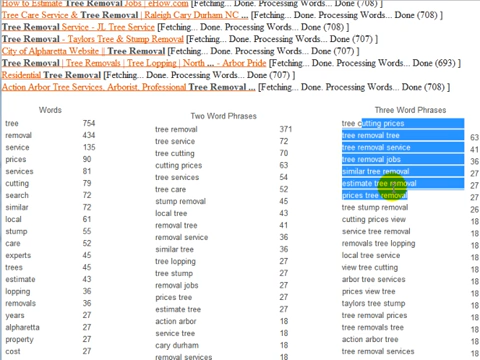 How to Estimate Tree Removal Jobs | eHow.com [Fetching... Done. Processing Words... Done. (708) ]
Tree Care Service & Tree Removal | Raleigh Cary Durham NC ... [Fetching... Done. Processing Words... Done. (708) ]
Tree Removal Service - JL Tree Service [Fetching... Done. Processing Words... Done. (708) ]
Tree Removal - Taylors Tree & Stump Removal [Fetching... Done. Processing Words... Done. (707) ]
City of Alpharetta Website || Tree Removal [Fetching... Done. Processing Words... Done. (707) ]
Tree Removal | Tree Removals | Tree Lopping | North ... - Arbor Pride [Fetching... Done. Processing Words... Done. (693) ]
Residential Tree Removal [Fetching... Done. Processing Words... Done. (707) ]
Action Arbor Tree Services, Arborist, Professional Tree Removal ... [Fetching... Done. Processing Words... Done. (708) ]
Words
tree 754
removal 434
service 135
prices 90
services 81
cutting 79
search 72
similar 72
local 61
stump 55
care 52
experts 45
trees 45
estimate 43
lopping 36
removals 36
years 27
alpharetta 27
property 27
cost 27
Two Word Phrases
tree removal 371
tree service 72
tree cutting 70
cutting prices 63
tree services 54
tree care 52
stump removal 45
local tree 43
removal tree 41
removal service 36
similar tree 36
tree lopping 27
tree stump 27
removal jobs 27
prices tree 27
estimate tree 27
action arbor 18
service tree 18
cary durham 18
removal services 18
Three Word Phrases
tree cutting prices
tree removal tree 63
tree removal service 41
tree removal jobs 36
similar tree removal 27
estimate tree removal 27
prices tree removal 27
tree stump removal 26
cutting prices view 18
service tree removal 18
removals tree lopping 18
local tree service 18
view tree cutting 18
arbor tree services 18
prices view tree 18
taylors tree stump 18
tree removal prices 18
tree removals tree 18
action arbor tree 18
tree removal services 18